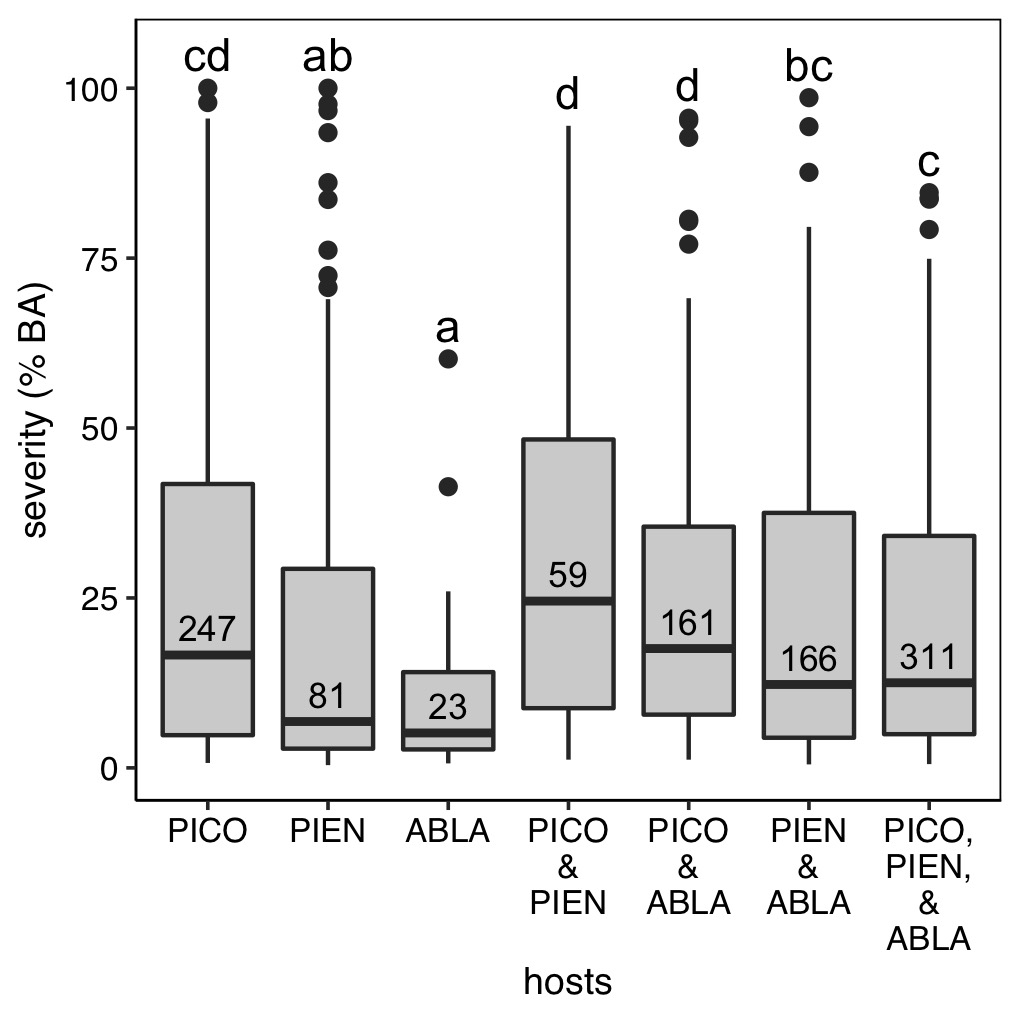 cd
ab
a
d
d
bc
c
100
75
50
25
0
severity (% BA)
247
81
23
59
161
166
311
PICO
PIEN
ABLA
PICO
&
PIEN
PICO
&
ABLA
PIEN
&
ABLA
PICO,
PIEN,
&
ABLA
hosts